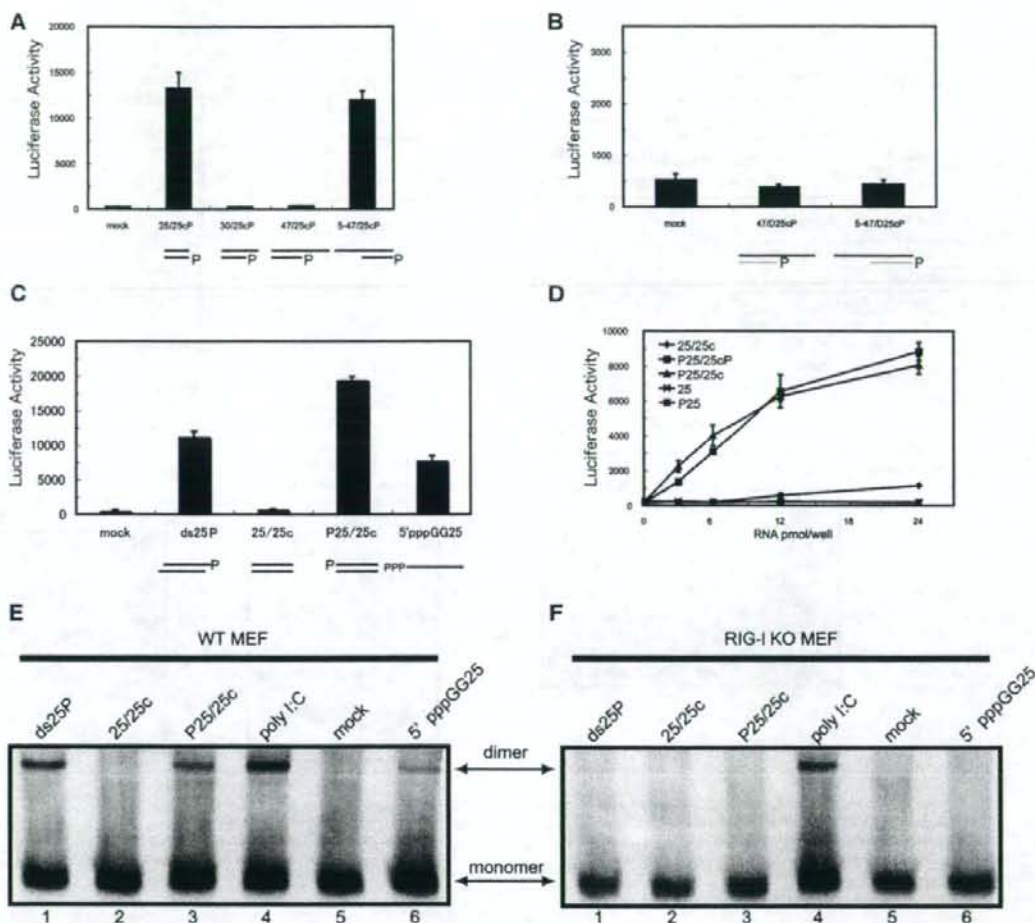 A
Luciferase Activity
20000
15000
10000
5000
0
mock 25/25cP 30/25cP 47/25cP 5-47/25cP
P P P P
B
Luciferase Activity
3000
2000
1000
0
mock 47/D25cP 5-47/D25cP
P P
C
Luciferase Activity
25000
20000
15000
10000
5000
0
mock ds25P 25/25c P25/25c 5'pppGG25
P P PPP
D
Luciferase Activity
10000
8000
6000
4000
2000
0
25/25c
P25/25cP
P25/25c
25
P25
0 6 12 18 24
RNA pmol/well
E
WT MEF
ds25P 25/25c P25/25c poly I:C mock 5' pppGG25
1 2 3 4 5 6
dimer
monomer
F
RIG-I KO MEF
ds25P 25/25c P25/25c poly I:C mock 5' pppGG25
1 2 3 4 5 6